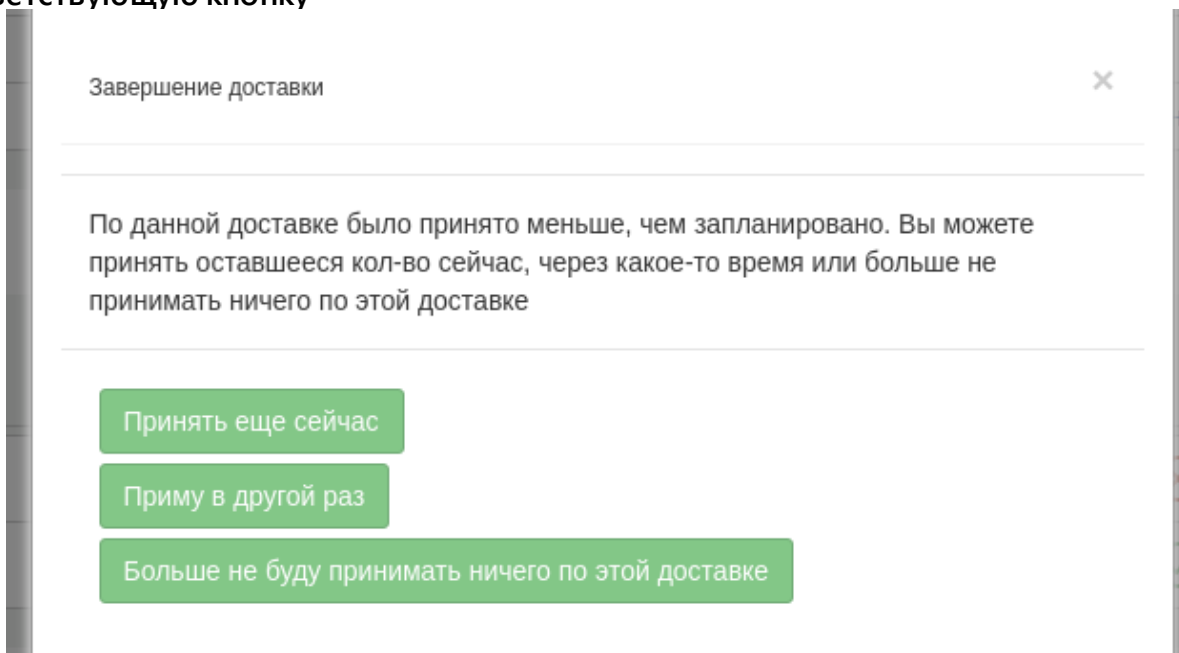 Завершение доставки ×
По данной доставке было принято меньше, чем запланировано. Вы можете
принять оставшееся кол-во сейчас, через какое-то время или больше не
принимать ничего по этой доставке
Принять еще сейчас
Приму в другой раз
Больше не буду принимать ничего по этой доставке